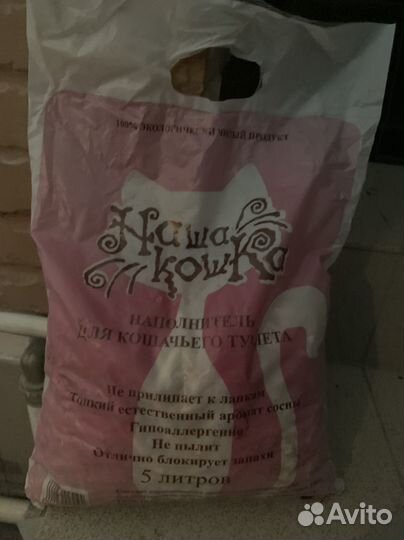 100% ЭКОЛОГИЧЕСКИ ЧИСТЫЙ ПРОДУКТ
Наша
кошка
НАПОЛНИТЕЛЬ
ДЛЯ КОШАЧЬЕГО ТУАЛЕТА
Не прилипает к лапкам
Тонкий естественный аромат сосны
Гипоаллергенно
Не пылит
Отлично блокирует запахи
5 литров
Avito